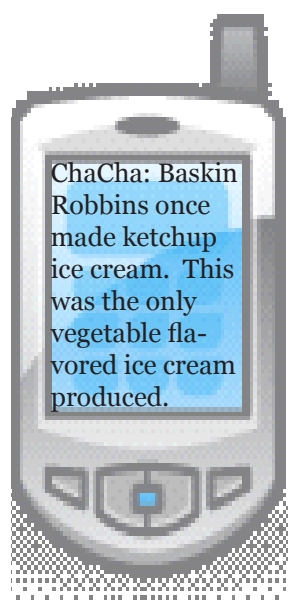 ChaCha: Baskin
Robbins once
made ketchup
ice cream.  This
was the only
vegetable fla-
vored ice cream
produced.